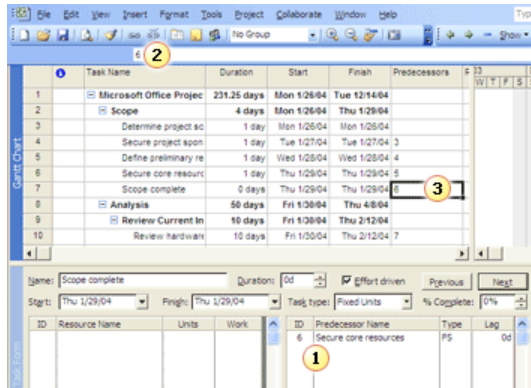 File Edit View Insert Format Tools Project Collaborate Window Help Typ
No Group Show
6 2
Task Name Duration Start Finish Predecessors F 03
W T F S
1 Microsoft Office Projec 231.25 days Mon 1/26/04 Tue 12/14/04
2 Scope 4 days Mon 1/26/04 Thu 1/29/04
3 Determine project sc 1 day Mon 1/26/04 Mon 1/26/04
4 Secure project spon 1 day Tue 1/27/04 Tue 1/27/04 3
5 Define preliminary re 1 day Wed 1/28/04 Wed 1/28/04 4
6 Secure core resourc 1 day Thu 1/29/04 Thu 1/29/04 5
7 Scope complete 0 days Thu 1/29/04 Thu 1/29/04 6 3
8 Analysis 50 days Fri 1/30/04 Thu 4/8/04
9 Review Current In 10 days Fri 1/30/04 Thu 2/12/04
10 Review hardwar 10 days Fri 1/30/04 Thu 2/12/04 7
Gantt Chart
Name: Scope complete Duration: 0d Effort driven Previous Next
Start: Thu 1/29/04 Finish: Thu 1/29/04 Task type: Fixed Units % Complete: 0%
ID Resource Name Units Work ID Predecessor Name Type Lag
6 Secure core resources FS 0d
1
Task Form